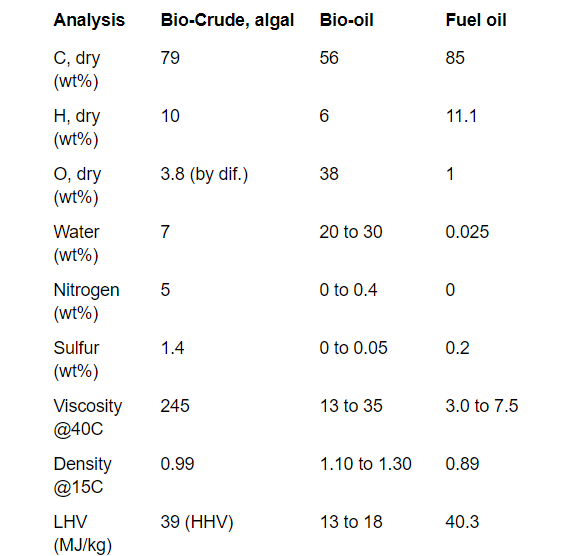 Analysis Bio-Crude, algal Bio-oil Fuel oil
C, dry 79 56 85
(wt%)
H, dry 10 6 11.1
(wt%)
O, dry 3.8 (by dif.) 38 1
(wt%)
Water 7 20 to 30 0.025
(wt%)
Nitrogen 5 0 to 0.4 0
(wt%)
Sulfur 1.4 0 to 0.05 0.2
(wt%)
Viscosity 245 13 to 35 3.0 to 7.5
@40C
Density 0.99 1.10 to 1.30 0.89
@15C
LHV 39 (HHV) 13 to 18 40.3
(MJ/kg)